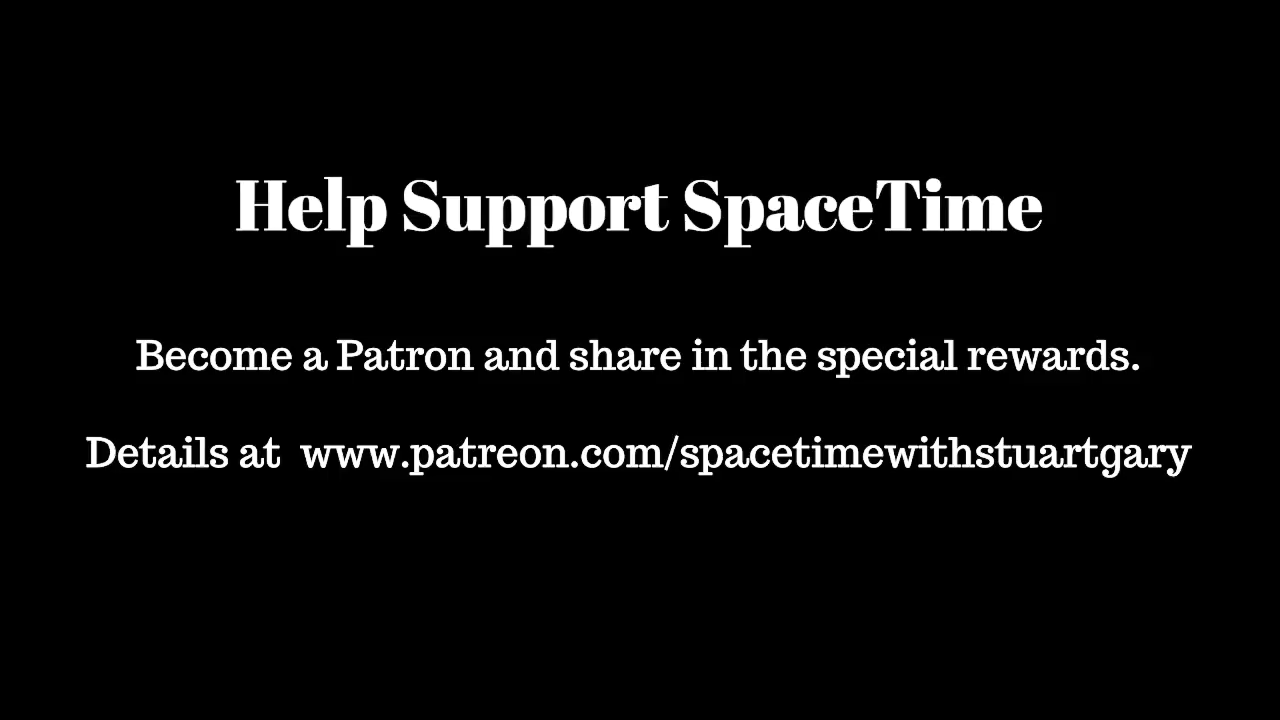 Help Support SpaceTime
Become a Patron and share in the special rewards.
Details at www.patreon.com/spacetimewithstuartgary